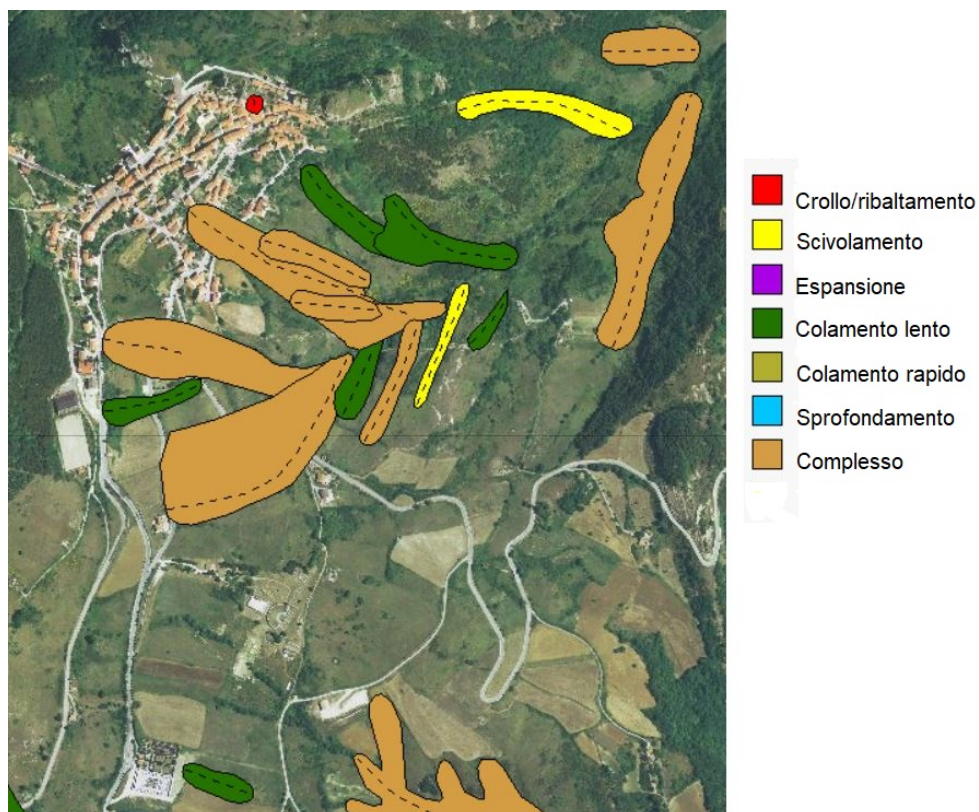 Crollo/ribaltamento
Scivolamento
Espansione
Colamento lento
Colamento rapido
Sprofondamento
Complesso